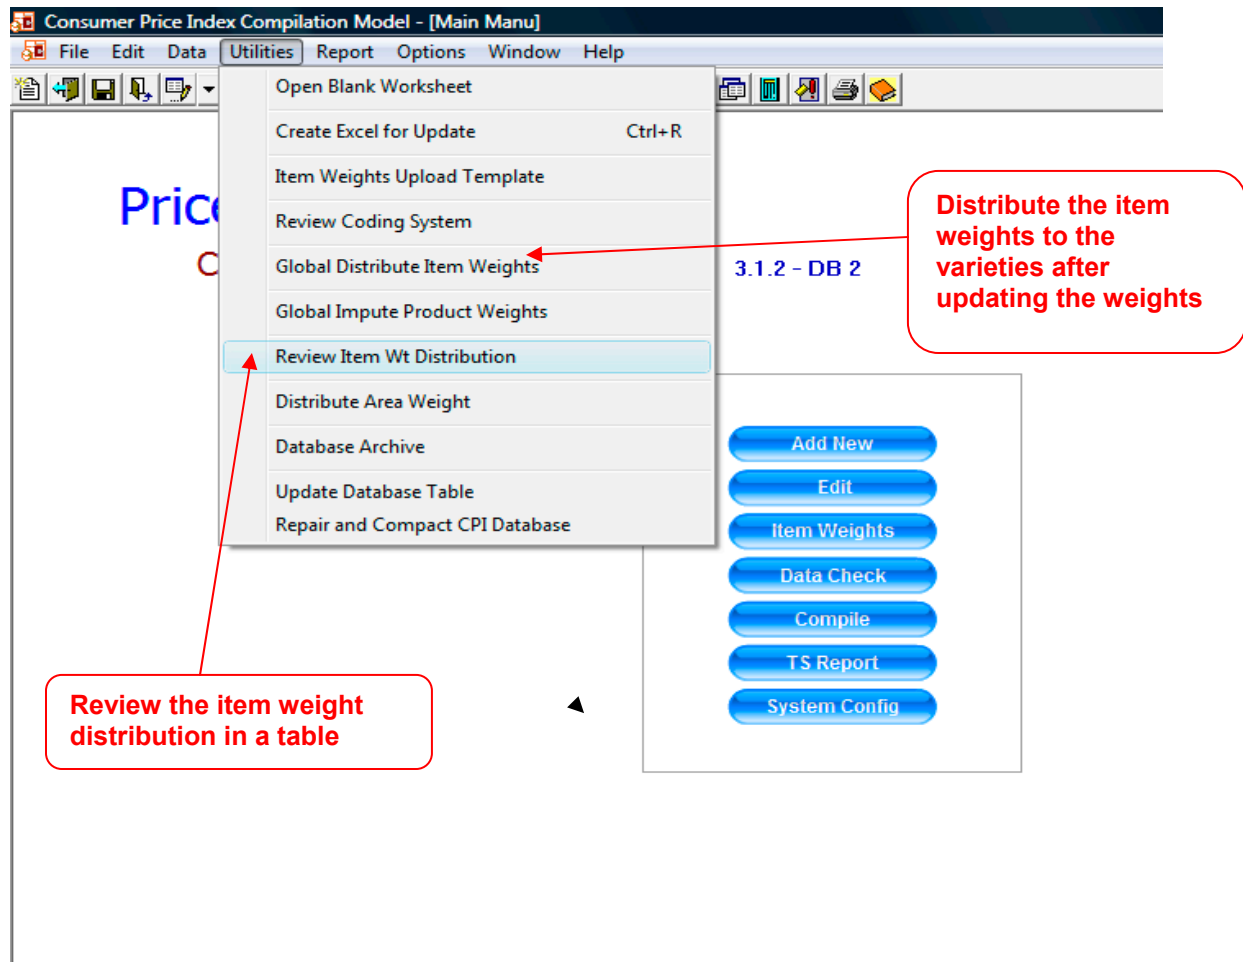 Consumer Price Index Compilation Model - [Main Manu]
File Edit Data Utilities Report Options Window Help
Open Blank Worksheet
Create Excel for Update Ctrl+R
Item Weights Upload Template
Review Coding System
Global Distribute Item Weights
Global Impute Product Weights
Review Item Wt Distribution
Distribute Area Weight
Database Archive
Update Database Table
Repair and Compact CPI Database
Price
C
3.1.2 - DB 2
Distribute the item
weights to the
varieties after
updating the weights
Add New
Edit
Item Weights
Data Check
Compile
TS Report
System Config
Review the item weight
distribution in a table